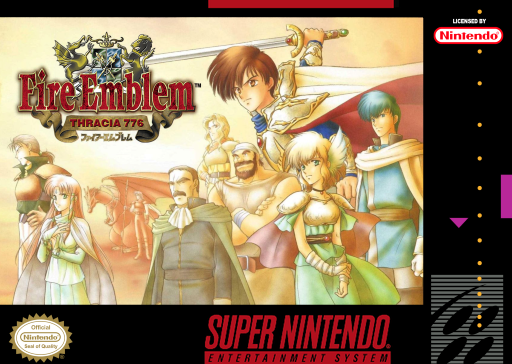 LICENSED BY
Nintendo
Fire Emblem™
THRACIA 776
ファイアーエムブレム
Official
Nintendo
Seal of Quality
SUPER NINTENDO®
ENTERTAINMENT SYSTEM